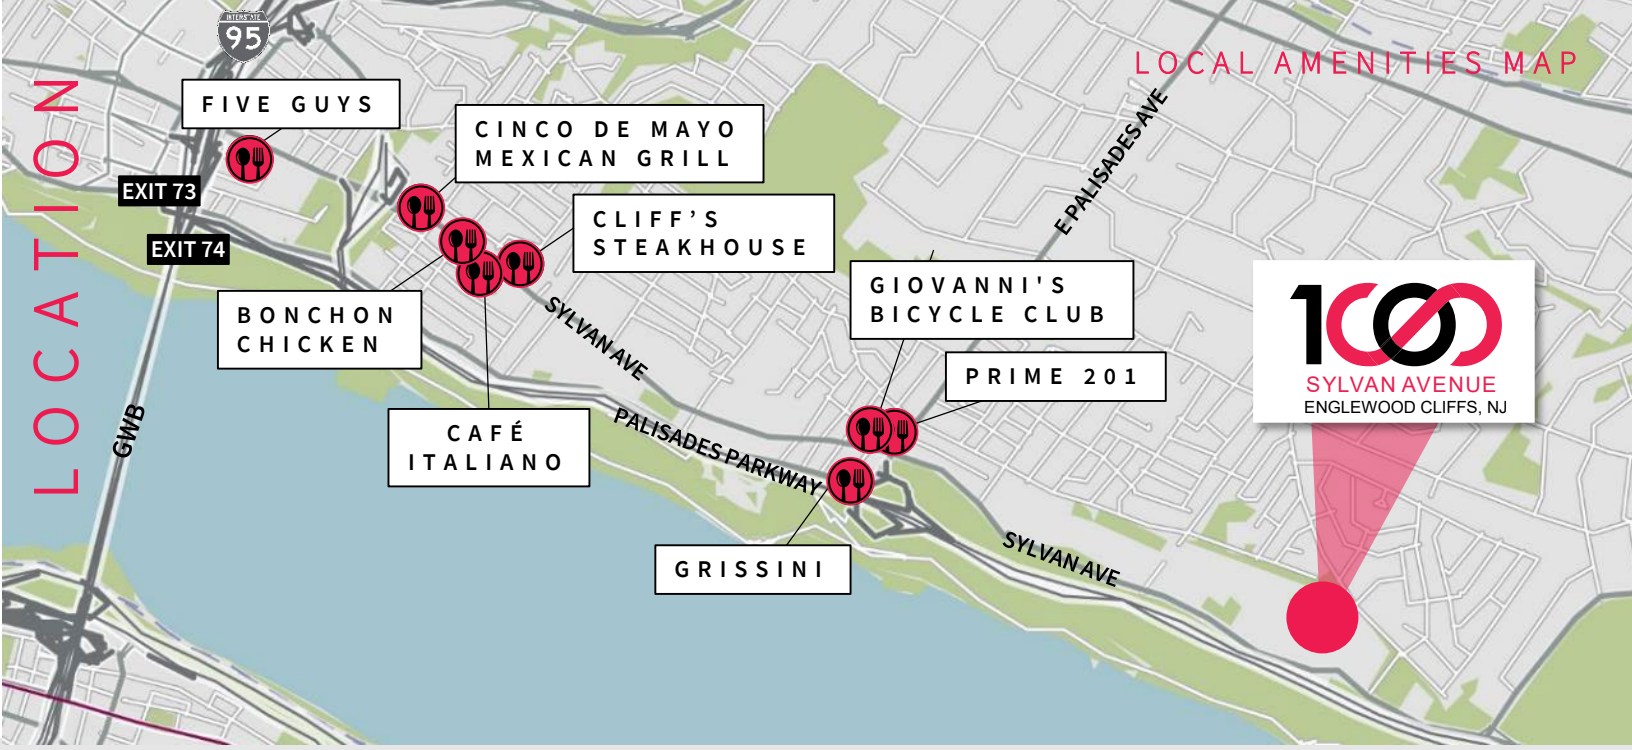 LOCATION
INTERSTATE
95
LOCAL AMENITIES MAP
FIVE GUYS
CINCO DE MAYO
MEXICAN GRILL
EXIT 73
EXIT 74
CLIFF'S
STEAKHOUSE
E PALISADES AVE
BONCHON
CHICKEN
SYLVAN AVE
GIOVANNI'S
BICYCLE CLUB
PRIME 201
1000
SYLVAN AVENUE
ENGLEWOOD CLIFFS, NJ
GWB
CAFÉ
ITALIANO
PALISADES PARKWAY
GRISSINI
SYLVAN AVE